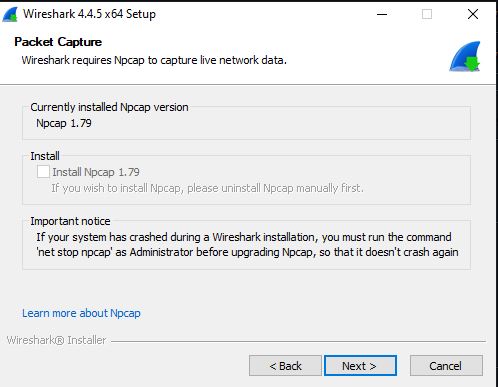 Wireshark 4.4.5 x64 Setup
Packet Capture
Wireshark requires Npcap to capture live network data.
Currently installed Npcap version
Npcap 1.79
Install
Install Npcap 1.79
If you wish to install Npcap, please uninstall Npcap manually first.
Important notice
If your system has crashed during a Wireshark installation, you must run the command
'net stop npcap' as Administrator before upgrading Npcap, so that it doesn't crash again
Learn more about Npcap
Wireshark® Installer
< Back
Next >
Cancel